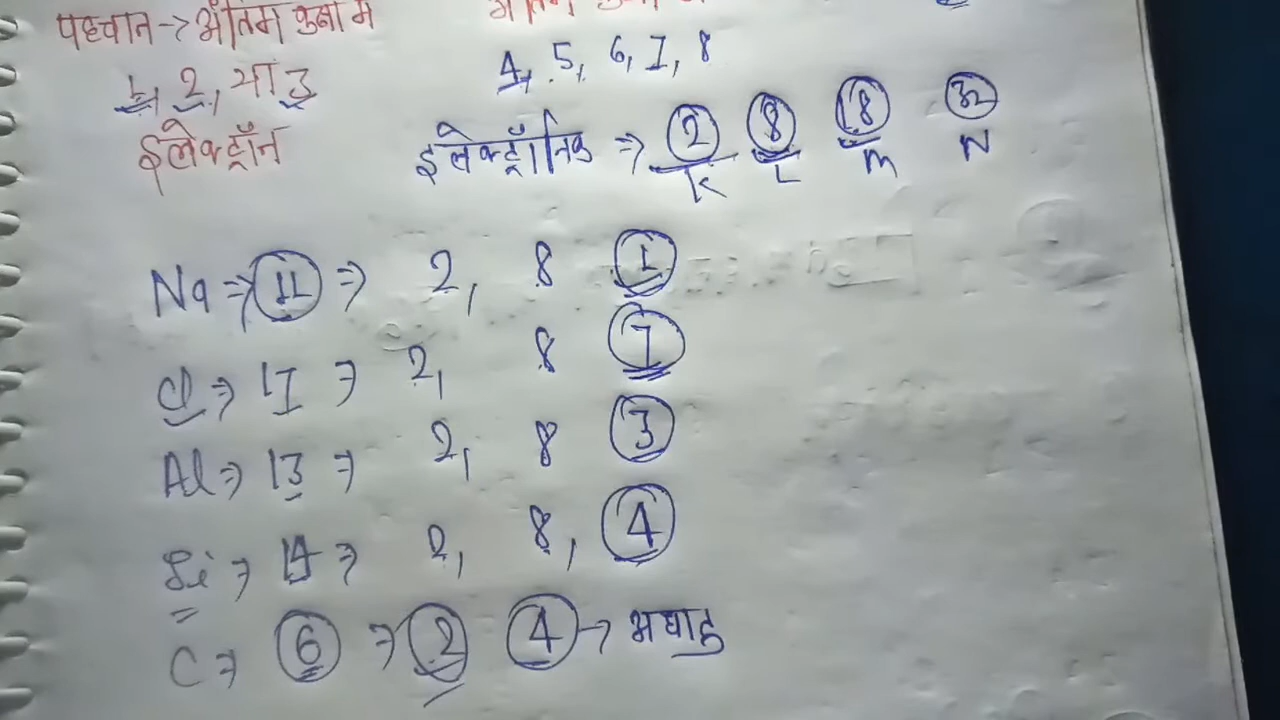 पहचान → अंतिम कक्षा में
1, 2, या 3
इलेक्ट्रॉन
4, 5, 6, 7, 8
इलेक्ट्रॉनिक ⇒ 2 8 18 32
K L M N
Na ⇒ 11 ⇒ 2, 8 1
Cl ⇒ 17 ⇒ 2, 8 7
Al ⇒ 13 ⇒ 2, 8 3
Si ⇒ 14 ⇒ 2, 8, 4
C ⇒ 6 ⇒ 2 4 → अधातु